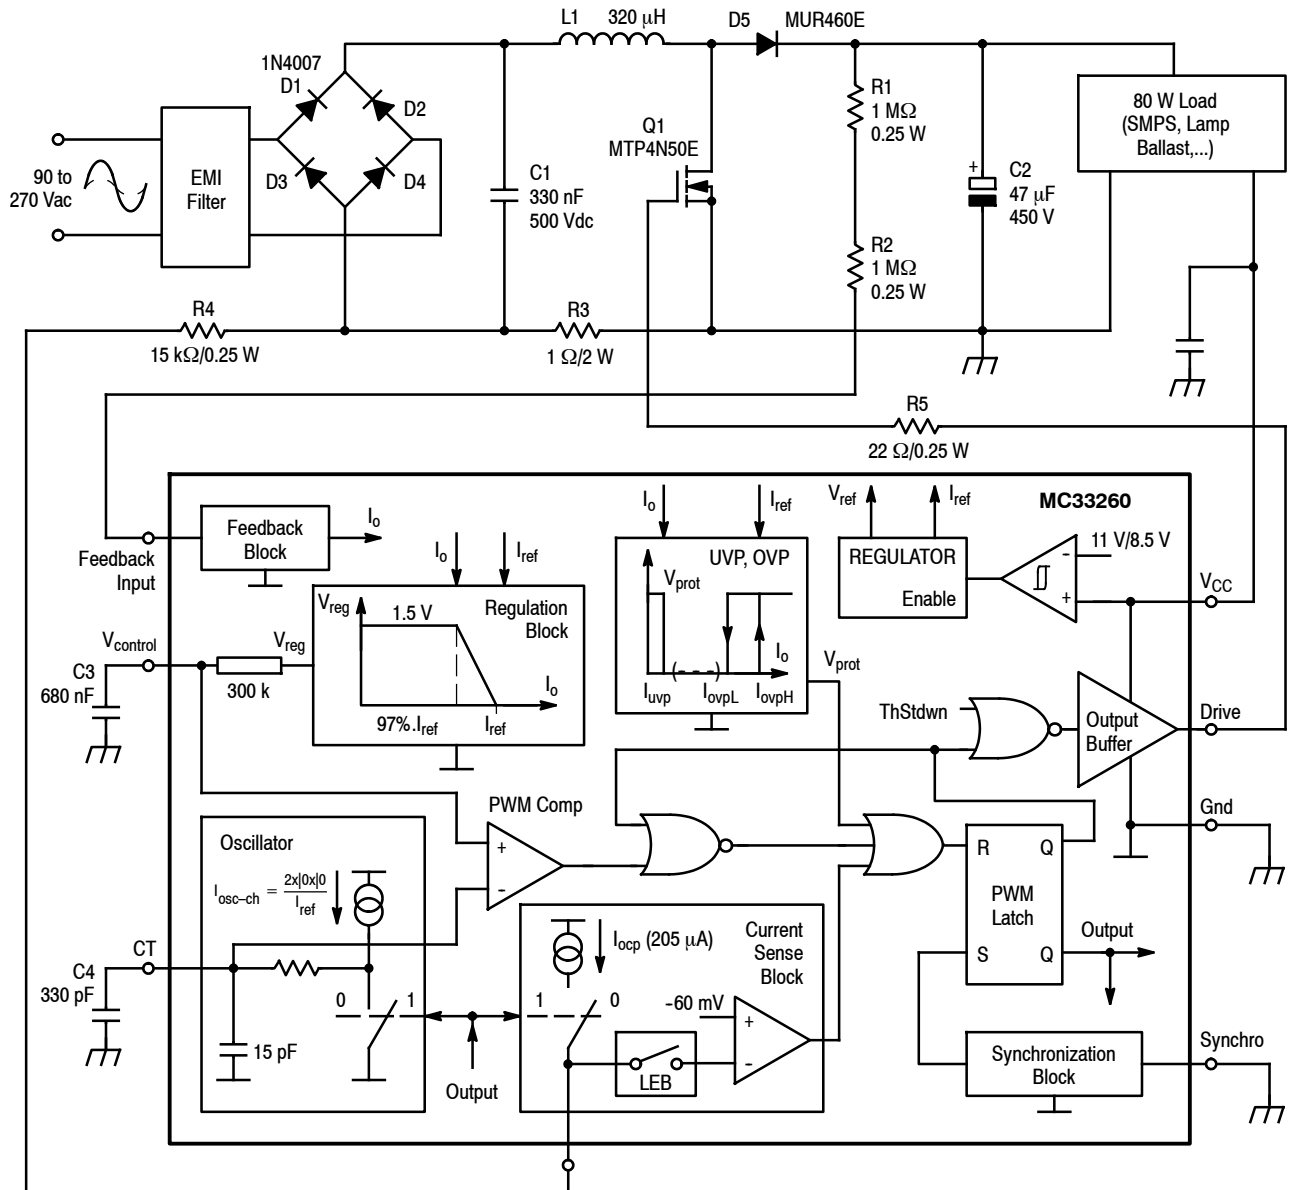 L1 320 μH
D5 MUR460E
1N4007
D1
D2
D3
D4
EMI
Filter
90 to
270 Vac
C1
330 nF
500 Vdc
Q1
MTP4N50E
R1
1 MΩ
0.25 W
R2
1 MΩ
0.25 W
+
C2
47 μF
450 V
80 W Load
(SMPS, Lamp
Ballast,...)
R4
15 kΩ/0.25 W
R3
1 Ω/2 W
R5
22 Ω/0.25 W
MC33260
Feedback
Block
Io
Feedback
Input
Io Iref
Vreg
1.5 V
Regulation
Block
Io
97%.Iref Iref
Vcontrol
Vreg
300 k
C3
680 nF
Io Iref
UVP, OVP
Vprot
Io
Iuvp IovpL IovpH
(- - -)
Vprot
Vref Iref
REGULATOR
Enable
11 V/8.5 V
-
+
VCC
ThStdwn
Output
Buffer
Drive
Gnd
PWM Comp
+
-
Oscillator
Iosc–ch = 2x|0x|0
Iref
CT
C4
330 pF
0 1
15 pF
Output
Iocp (205 μA)
Current
Sense
Block
1 0
-60 mV
+
-
LEB
R Q
PWM
Latch
S Q
Output
Synchronization
Block
Synchro